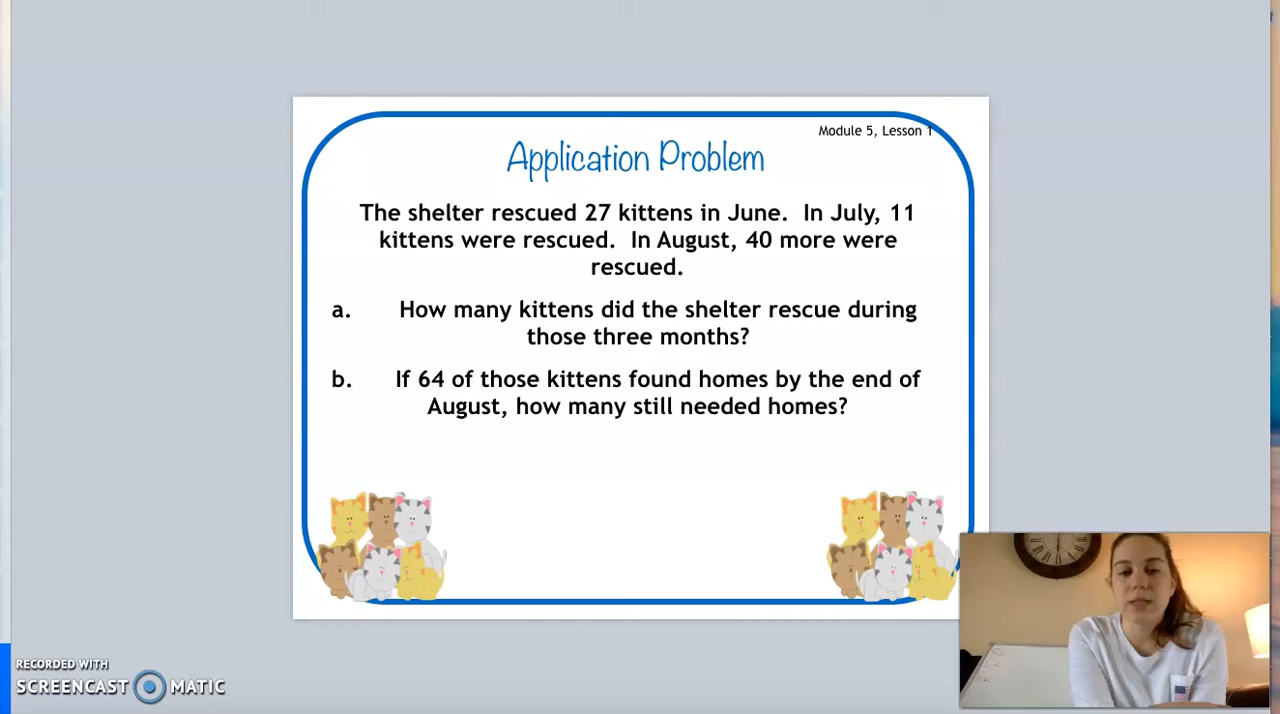 Module 5, Lesson 1
Application Problem
The shelter rescued 27 kittens in June. In July, 11
kittens were rescued. In August, 40 more were
rescued.
a. How many kittens did the shelter rescue during
those three months?
b. If 64 of those kittens found homes by the end of
August, how many still needed homes?
RECORDED WITH
SCREENCAST MATIC